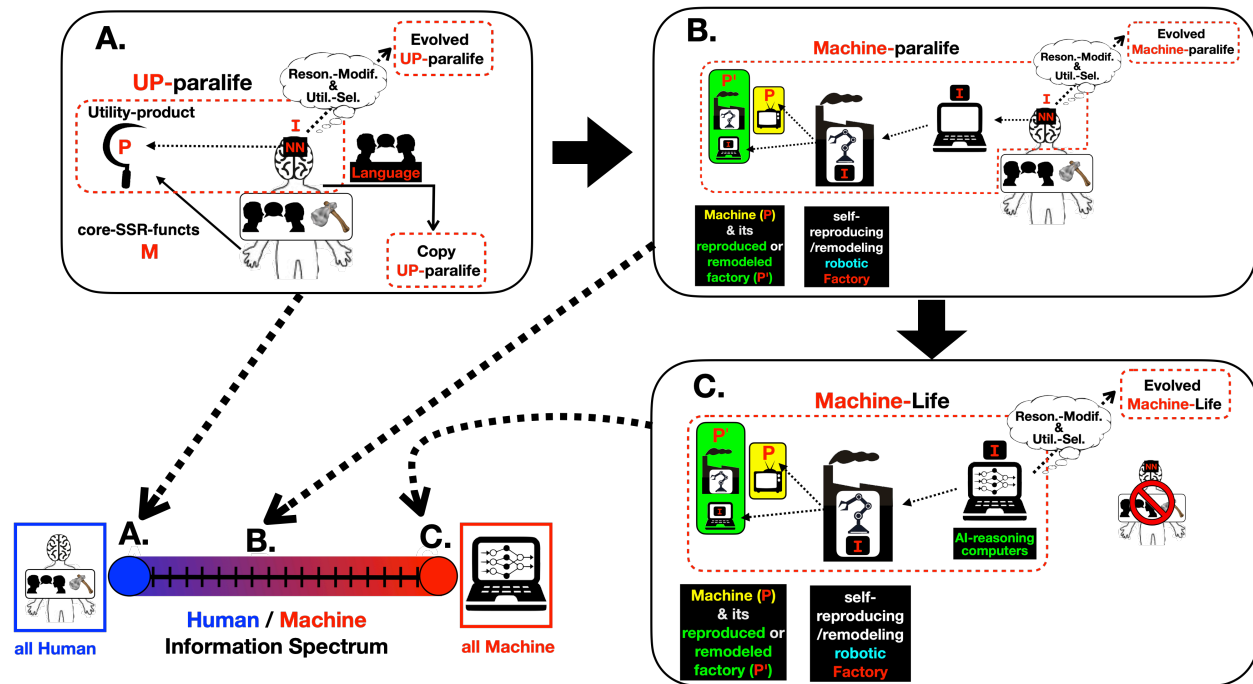 A.
Evolved
UP-paralife
Reson.-Modif.
&
Util.-Sel.
UP-paralife
Utility-product
I
P
NN
Language
core-SSR-functs
M
Copy
UP-paralife
B.
Machine-paralife
Evolved
Machine-paralife
Reson.-Modif.
&
Util.-Sel.
P'
P
I
I
NN
I
I
Machine (P)
& its
reproduced or
remodeled
factory (P')
self-
reproducing
/remodeling
robotic
Factory
C.
Machine-Life
Evolved
Machine-Life
Reson.-Modif.
&
Util.-Sel.
P'
P
I
I
I
NN
AI-reasoning
computers
Machine (P)
& its
reproduced or
remodeled
factory (P')
self-
reproducing
/remodeling
robotic
Factory
A.
B.
C.
Human / Machine
Information Spectrum
all Human
all Machine